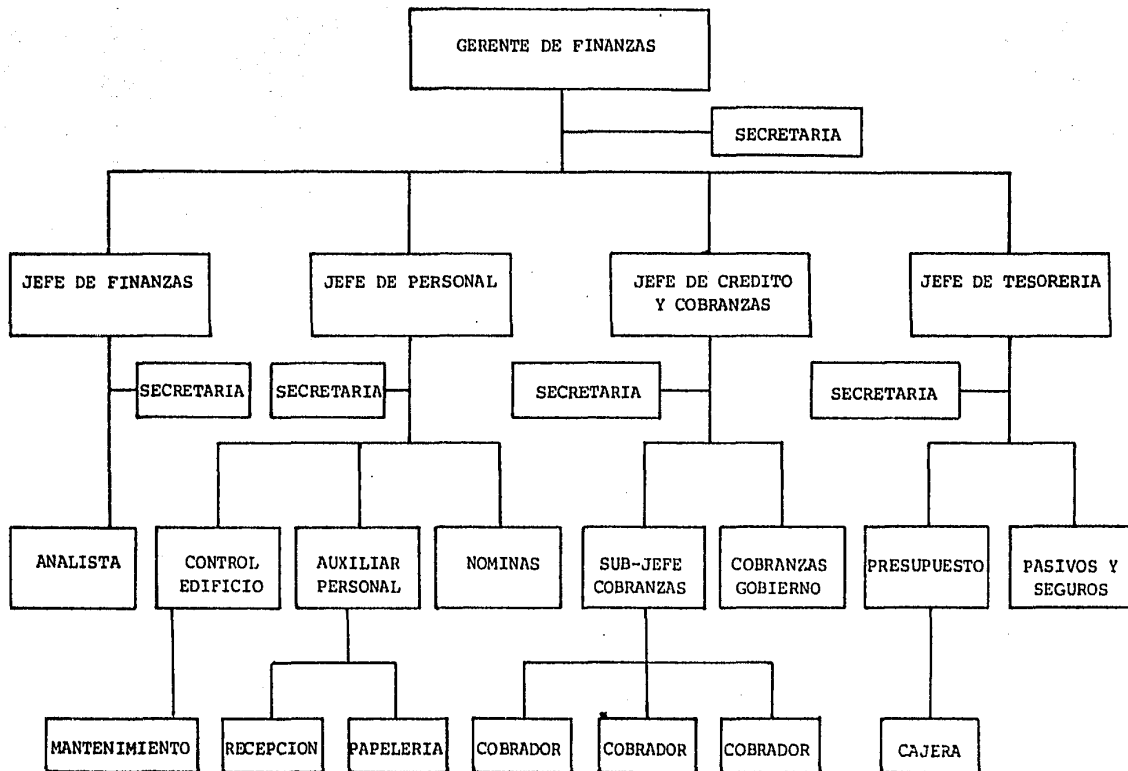 GERENTE DE FINANZAS
SECRETARIA
JEFE DE FINANZAS
JEFE DE PERSONAL
JEFE DE CREDITO
Y COBRANZAS
JEFE DE TESORERIA
SECRETARIA
SECRETARIA
SECRETARIA
SECRETARIA
ANALISTA
CONTROL
EDIFICIO
AUXILIAR
PERSONAL
NOMINAS
SUB-JEFE
COBRANZAS
COBRANZAS
GOBIERNO
PRESUPUESTO
PASIVOS Y
SEGUROS
MANTENIMIENTO
RECEPCION
PAPELERIA
COBRADOR
COBRADOR
COBRADOR
CAJERA